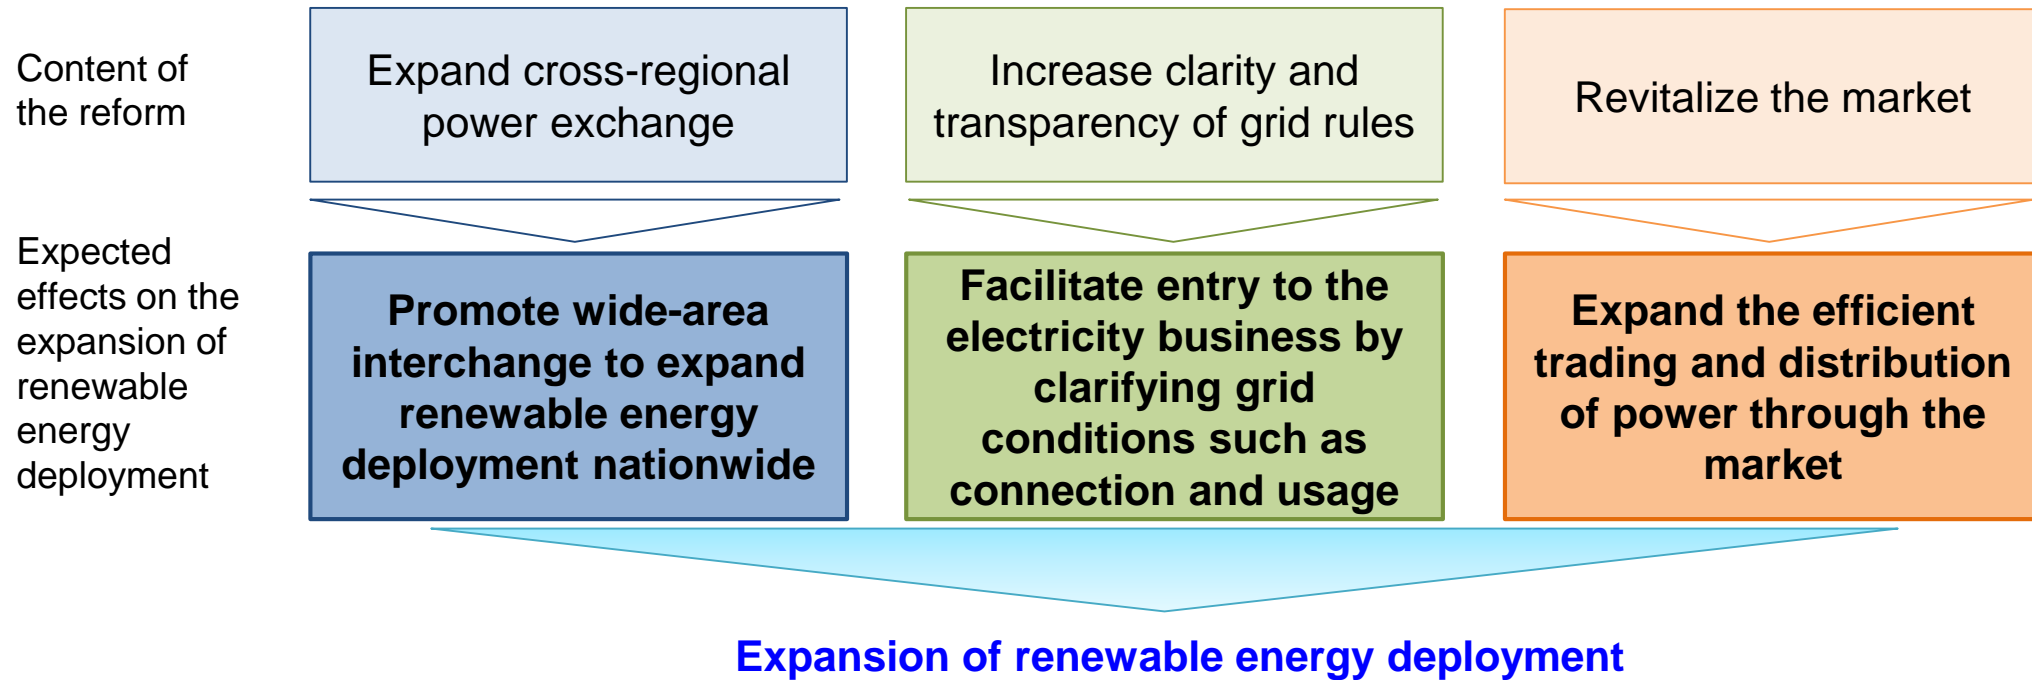 Content of
the reform
Expand cross-regional
power exchange
Increase clarity and
transparency of grid rules
Revitalize the market
Expected
effects on the
expansion of
renewable
energy
deployment
Promote wide-area
interchange to expand
renewable energy
deployment nationwide
Facilitate entry to the
electricity business by
clarifying grid
conditions such as
connection and usage
Expand the efficient
trading and distribution
of power through the
market
Expansion of renewable energy deployment